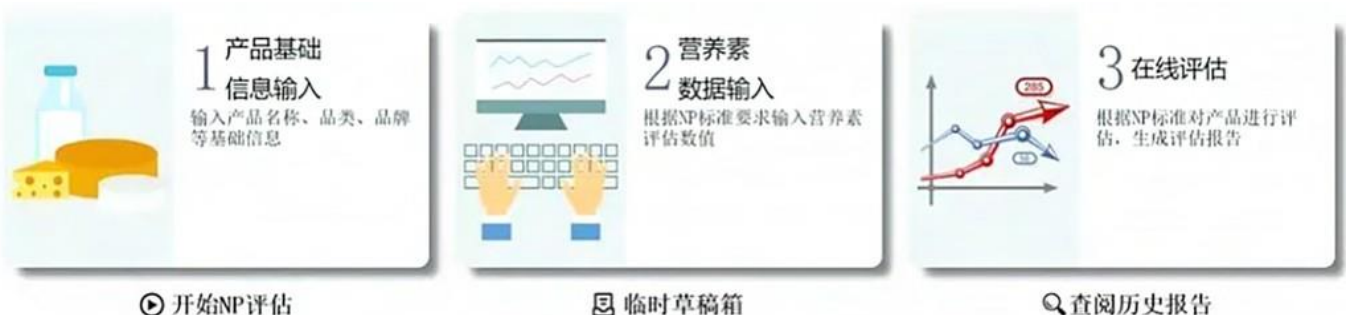 1 产品基础
信息输入
输入产品名称、品类、品牌
等基础信息
2 营养素
数据输入
根据NP标准要求输入营养素
评估数值
3 在线评估
285
10
根据NP标准对产品进行评
估，生成评估报告
开始NP评估
临时草稿箱
查阅历史报告